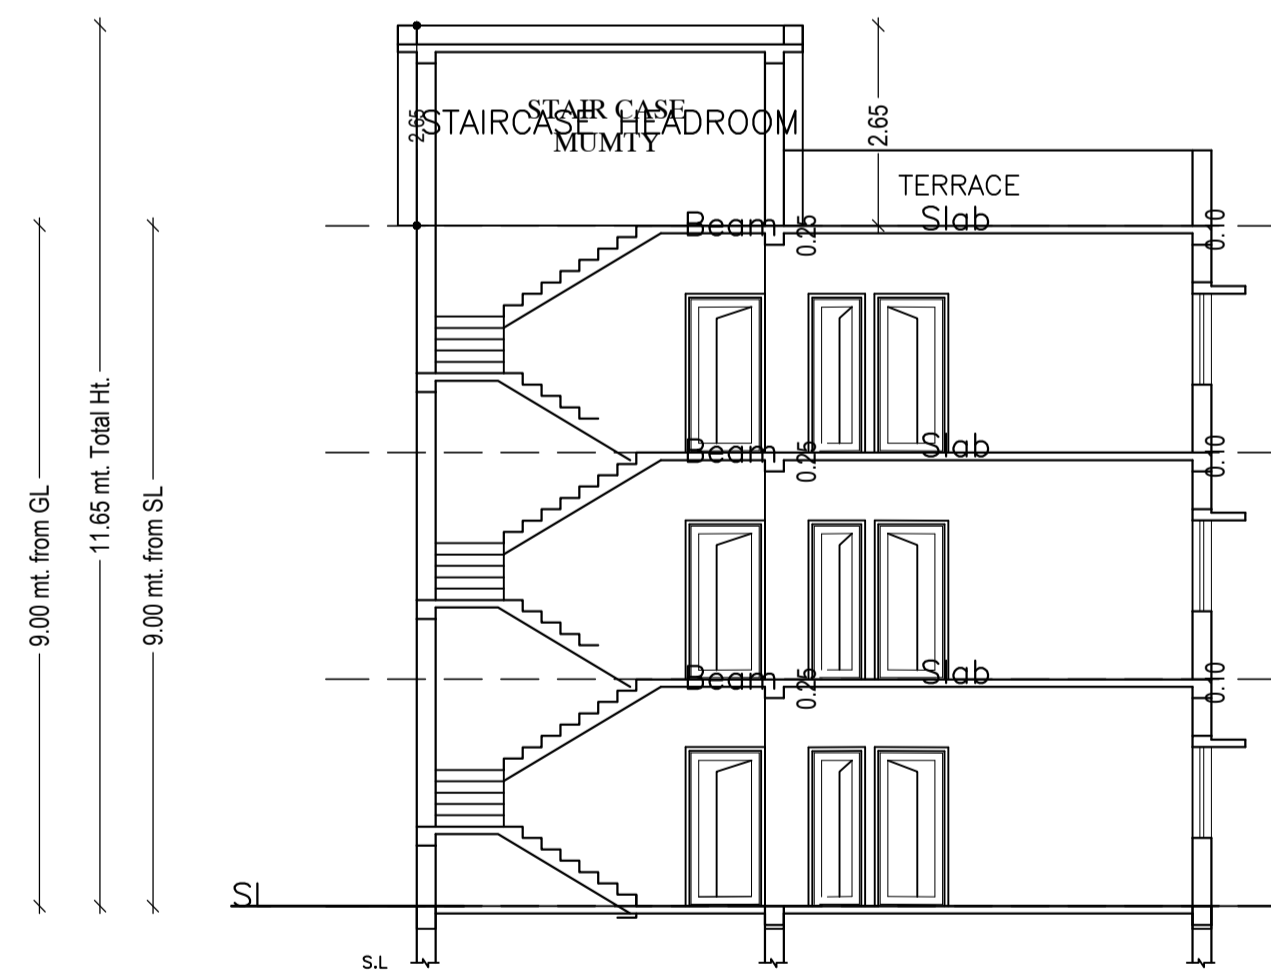 STAIR CASE
MUMTY
STAIRCASE HEADROOM
2.65
2.65
TERRACE
Beam
0.25
Slab
0.10
11.65 mt. Total Ht.
9.00 mt. from GL
9.00 mt. from SL
Beam
0.25
Slab
0.10
Beam
0.25
Slab
0.10
SL
S.L